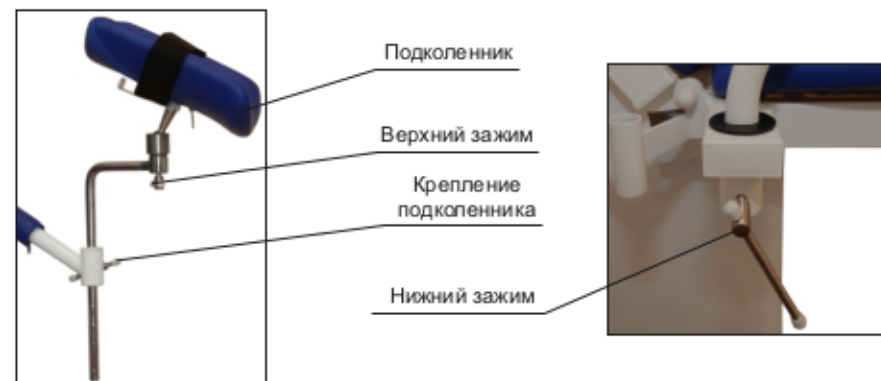 Подколенник
Верхний зажим
Крепление
подколенника
Нижний зажим